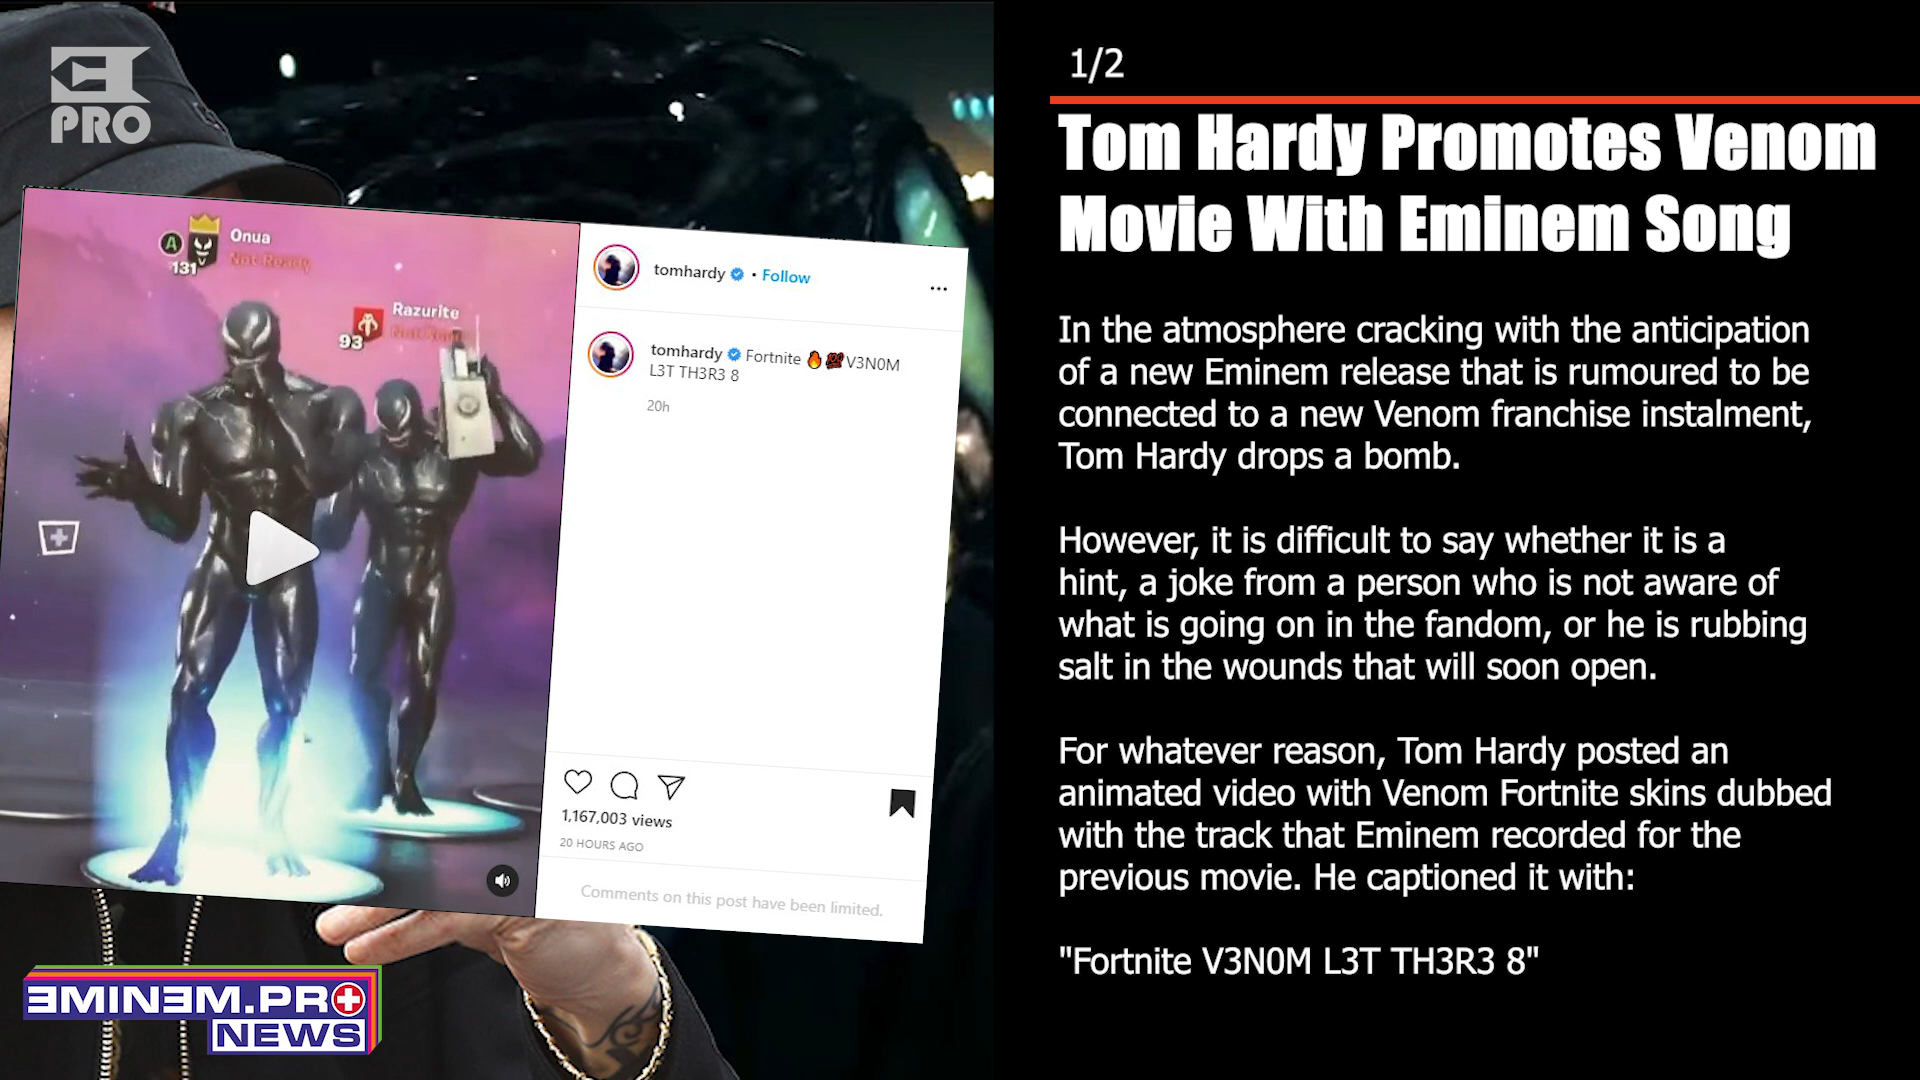 PRO
A
Onua
131
Not Ready
Razurite
93
tomhardy • Follow
tomhardy Fortnite 🔥💯 V3N0M
L3T TH3R3 8
20h
1,167,003 views
20 HOURS AGO
Comments on this post have been limited.
ƎMINƎM.PRO
NEWS
1/2
Tom Hardy Promotes Venom
Movie With Eminem Song
In the atmosphere cracking with the anticipation
of a new Eminem release that is rumoured to be
connected to a new Venom franchise instalment,
Tom Hardy drops a bomb.
However, it is difficult to say whether it is a
hint, a joke from a person who is not aware of
what is going on in the fandom, or he is rubbing
salt in the wounds that will soon open.
For whatever reason, Tom Hardy posted an
animated video with Venom Fortnite skins dubbed
with the track that Eminem recorded for the
previous movie. He captioned it with:
"Fortnite V3N0M L3T TH3R3 8"